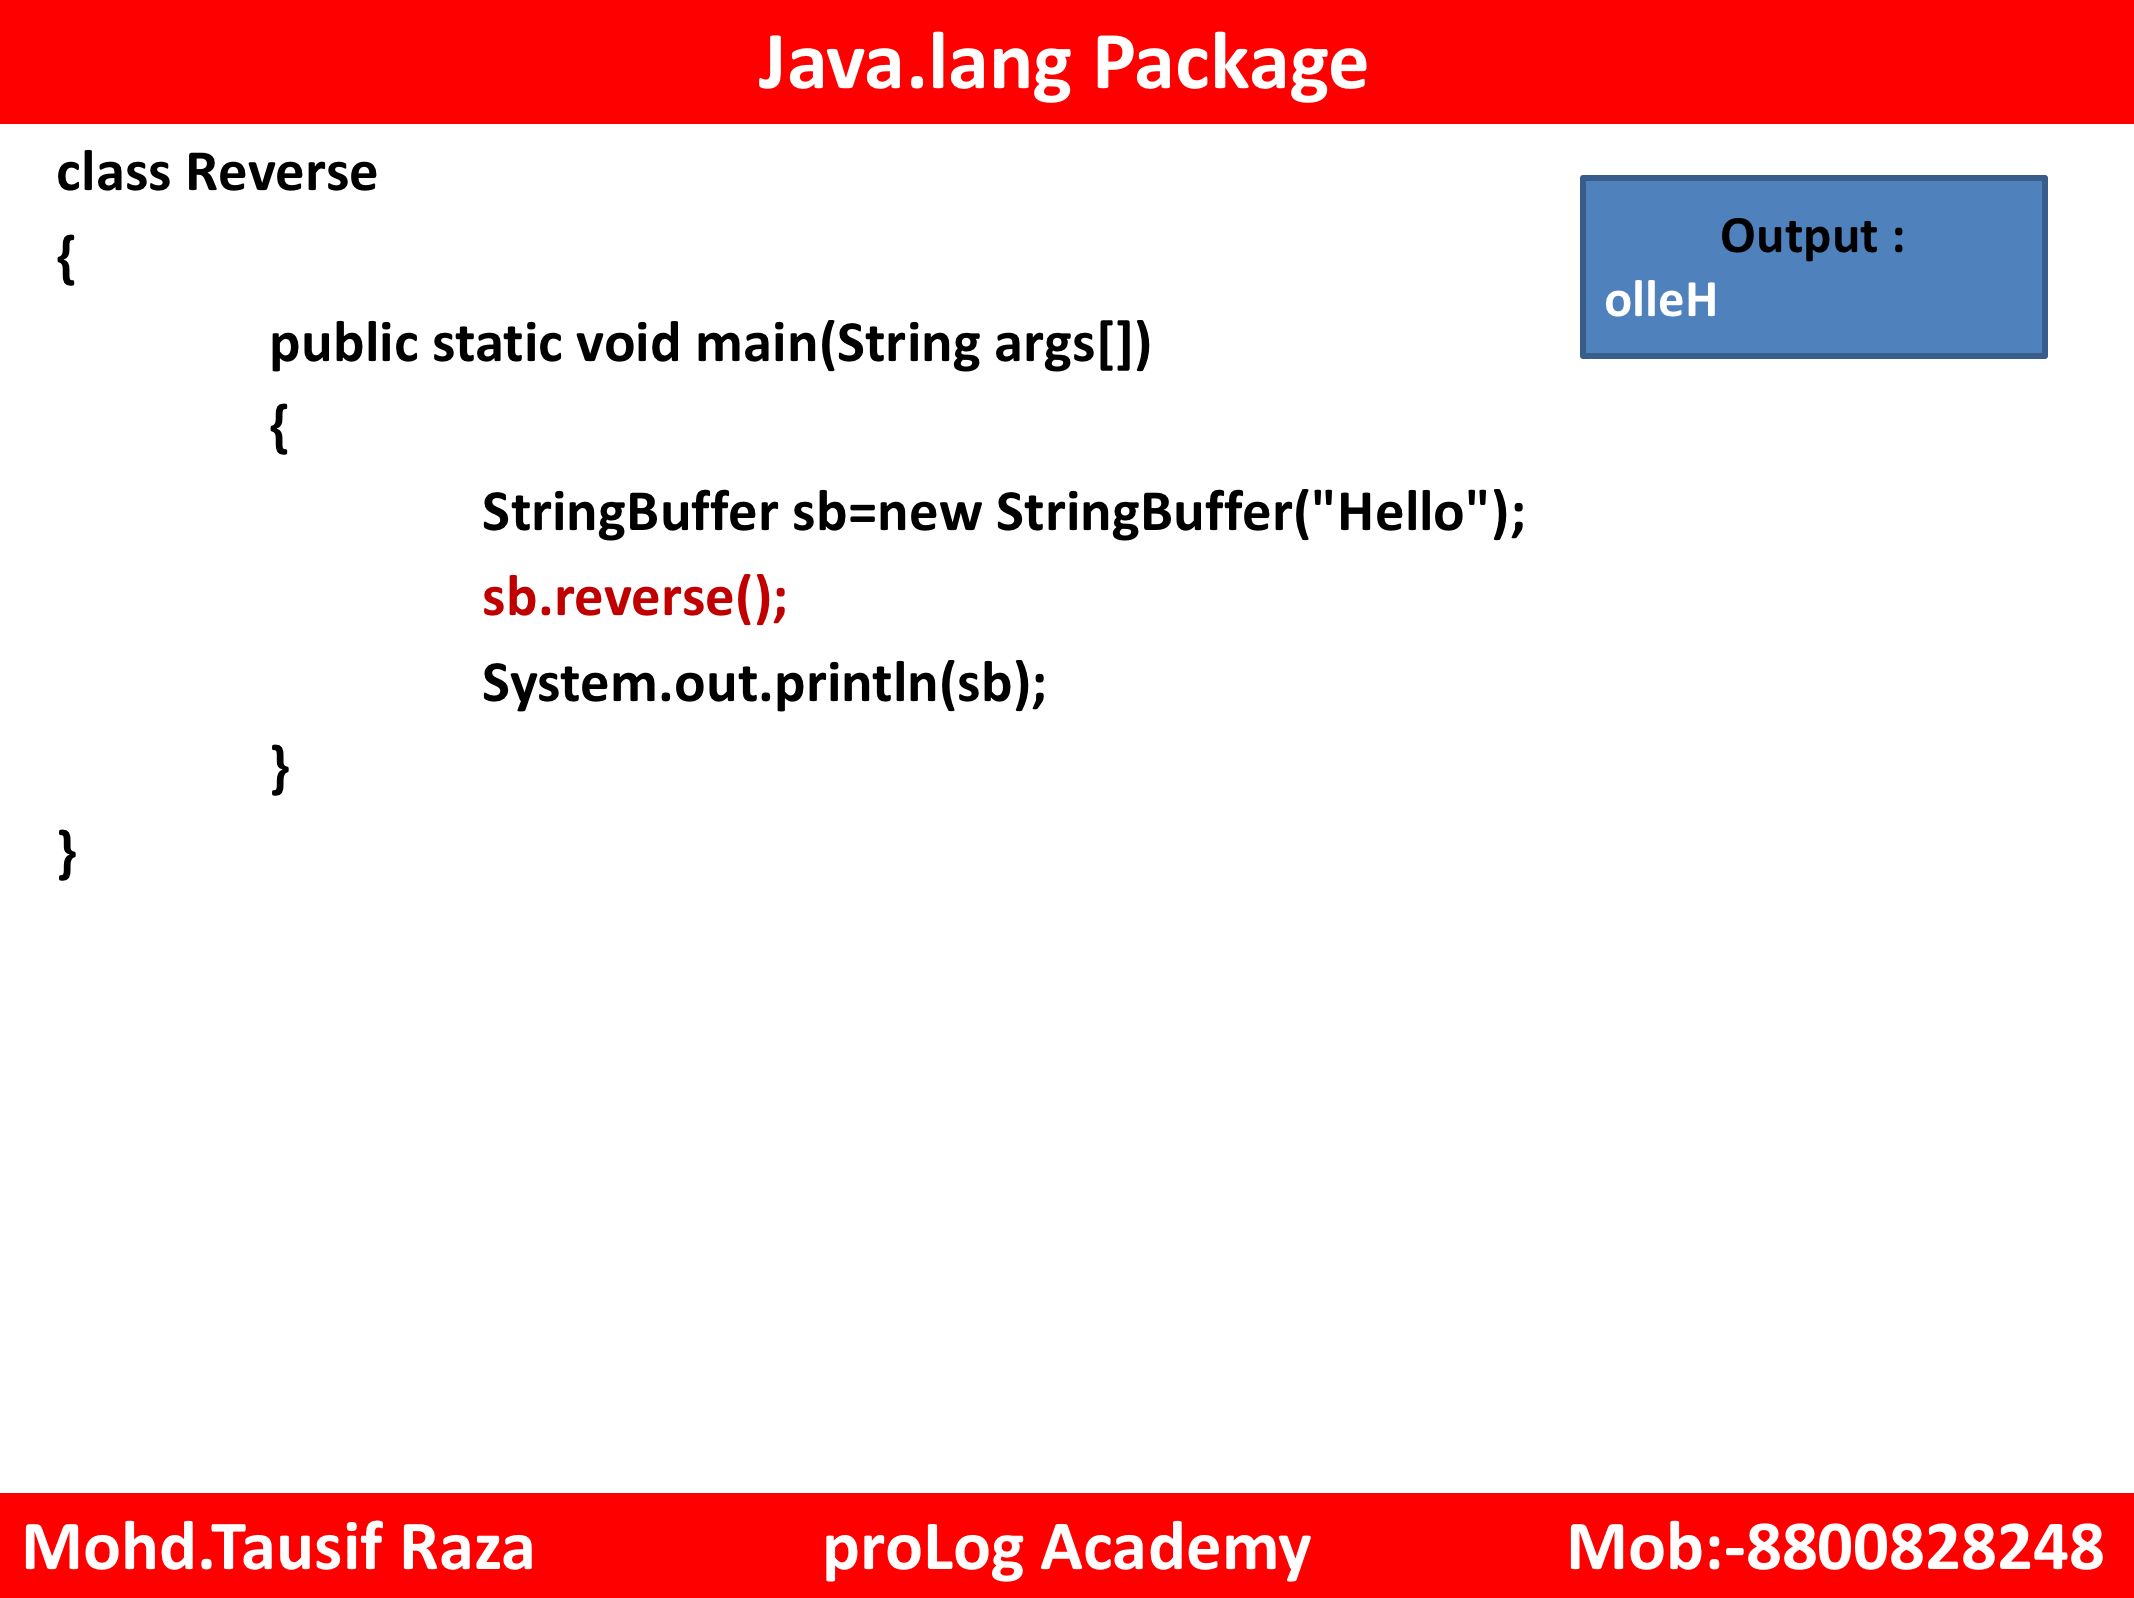 Java.lang Package
class Reverse
{
public static void main(String args[])
{
StringBuffer sb=new StringBuffer("Hello");
sb.reverse();
System.out.println(sb);
}
}
Output :
olleH
Mohd.Tausif Raza proLog Academy Mob:-8800828248